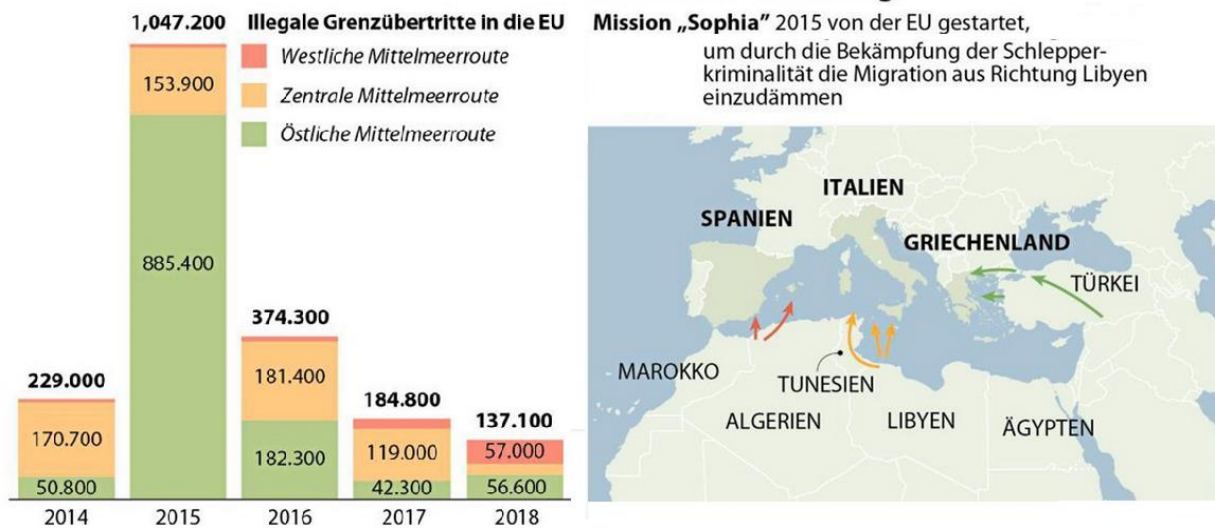 1,047.200
Illegale Grenzübertritte in die EU
Westliche Mittelmeerroute
Zentrale Mittelmeerroute
Östliche Mittelmeerroute
153.900
885.400
374.300
181.400
182.300
229.000
170.700
50.800
184.800
119.000
42.300
137.100
57.000
56.600
2014
2015
2016
2017
2018
Mission „Sophia” 2015 von der EU gestartet,
um durch die Bekämpfung der Schlepper-
kriminalität die Migration aus Richtung Libyen
einzudämmen
ITALIEN
SPANIEN
GRIECHENLAND
TÜRKEI
MAROKKO
TUNESIEN
ALGERIEN
LIBYEN
ÄGYPTEN